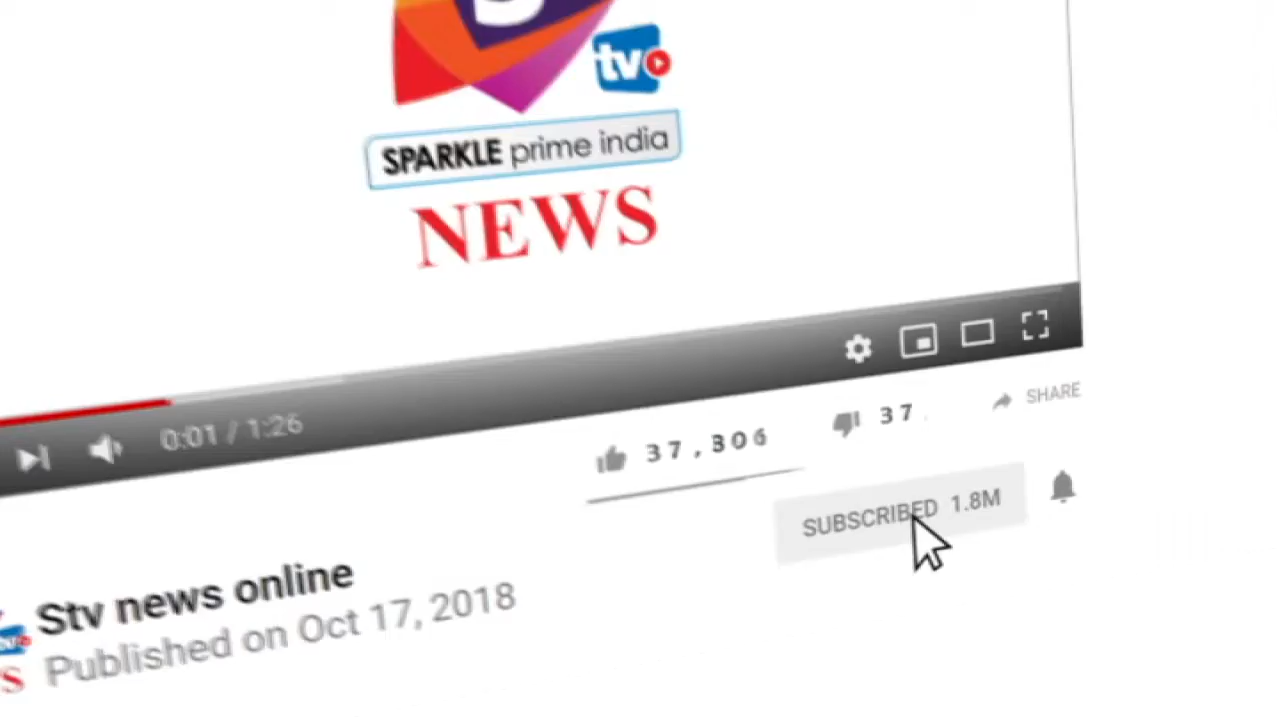 S
tv
SPARKLE prime india
NEWS
0:01 / 1:26
37,306
37
SHARE
SUBSCRIBED 1.8M
Stv news online
Published on Oct 17, 2018